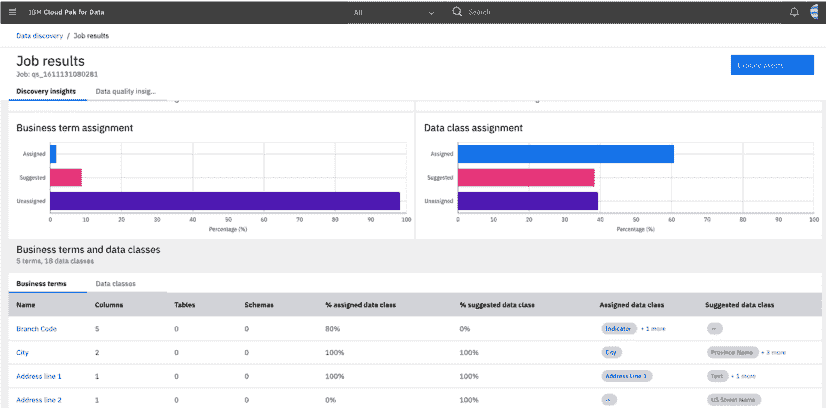 IBM Cloud Pak for Data
All
Search
Data discovery / Job results
Job results
Job: qs_1611131080281
Discovery insights
Data quality insig...
Business term assignment
Assigned
Suggested
Unassigned
0 10 20 30 40 50 60 70 80 90 100
Percentage (%)
Data class assignment
Assigned
Suggested
Unassigned
0 10 20 30 40 50 60 70 80 90 100
Percentage (%)
Business terms and data classes
5 terms, 18 data classes
Business terms
Data classes
Name Columns Tables Schemas % assigned data class % suggested data class Assigned data class Suggested data class
Branch Code 5 0 0 80% 0% Indicator + 1 more --
City 2 0 0 100% 100% City Province Name + 3 more
Address line 1 1 0 0 100% 100% Address Line 1 Text + 1 more
Address line 2 1 0 0 0% 100% -- US Street Name